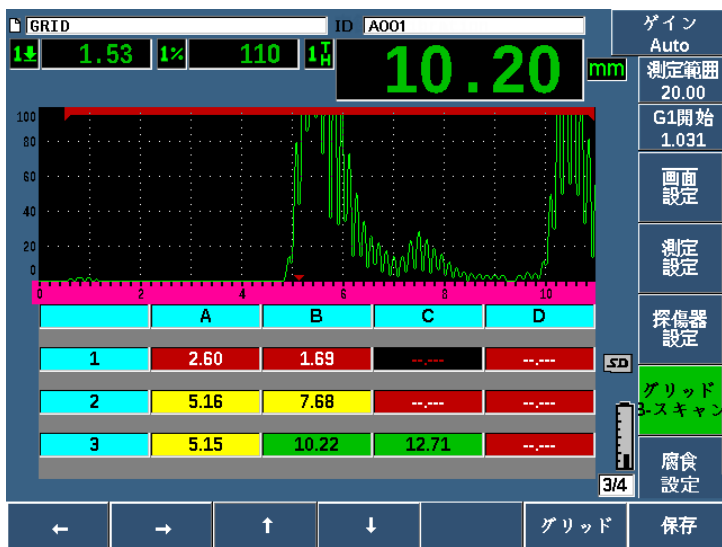 GRID ID A001
1 1.53 1% 110 1 TH 10.20 mm
ゲイン
Auto
測定範囲
20.00
G1開始
1.031
画面
設定
測定
設定
探傷器
設定
グリッド
B-スキャン
腐食
設定
100
80
60
40
20
0
0 2 4 6 8 10
A B C D
1 2.60 1.69 --.--- --.---
2 5.16 7.68 --.--- --.---
3 5.15 10.22 12.71 --.---
SD
3/4
← → ↑ ↓ グリッド 保存